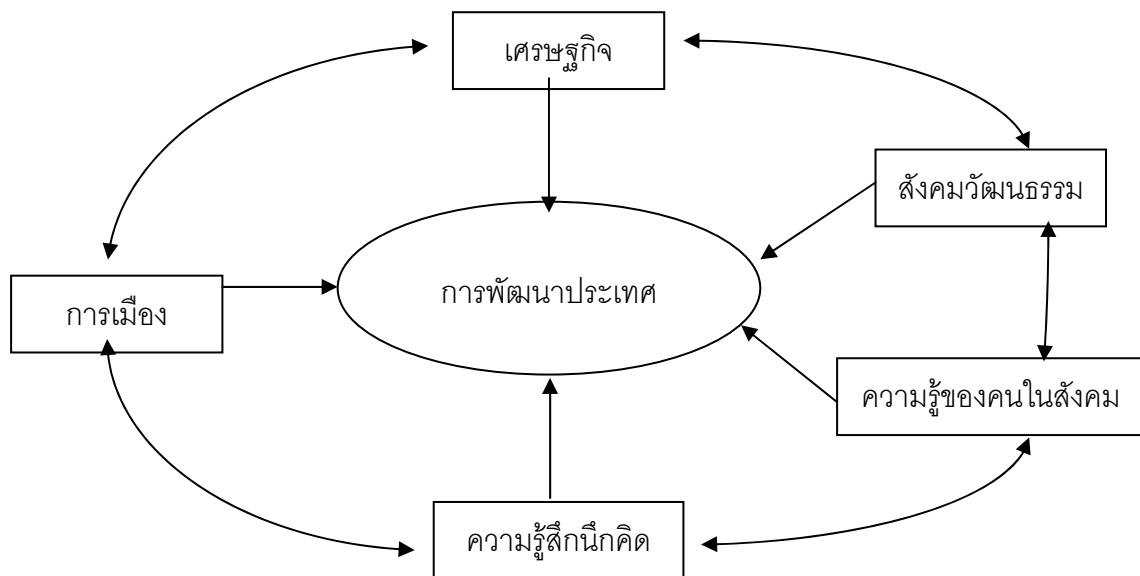 เศรษฐกิจ
สังคมวัฒนธรรม
การพัฒนาประเทศ
การเมือง
ความรู้ของคนในสังคม
ความรู้สึกนึกคิด